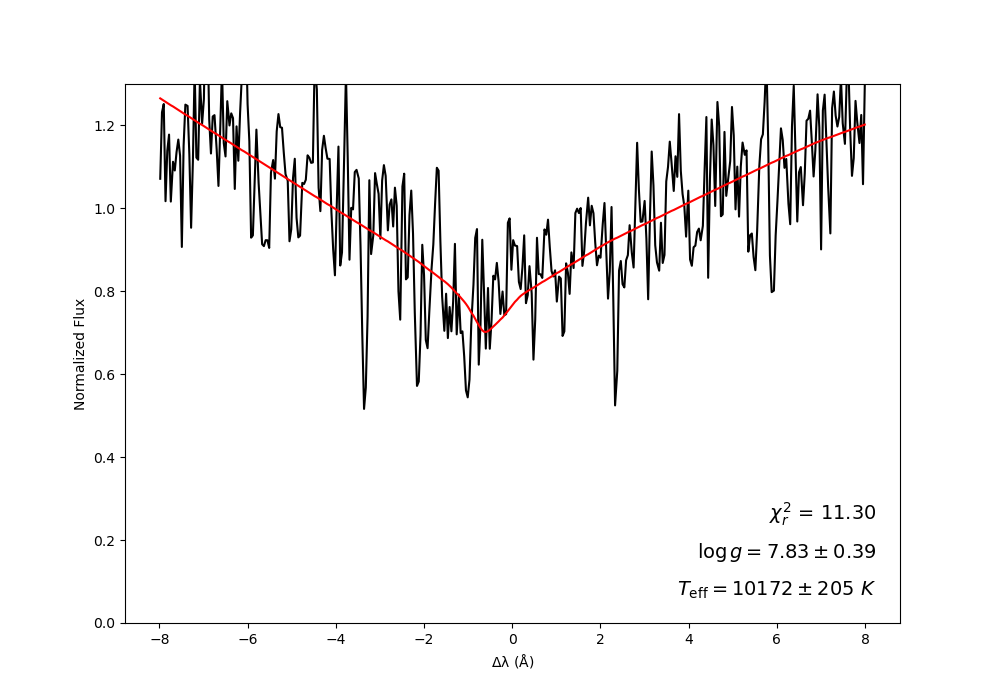 Normalized Flux
1.2
1.0
0.8
0.6
0.4
0.2
0.0
χ²ᵣ = 11.30
log g = 7.83 ± 0.39
T_eff = 10172 ± 205 K
−8 −6 −4 −2 0 2 4 6 8
Δλ (Å)